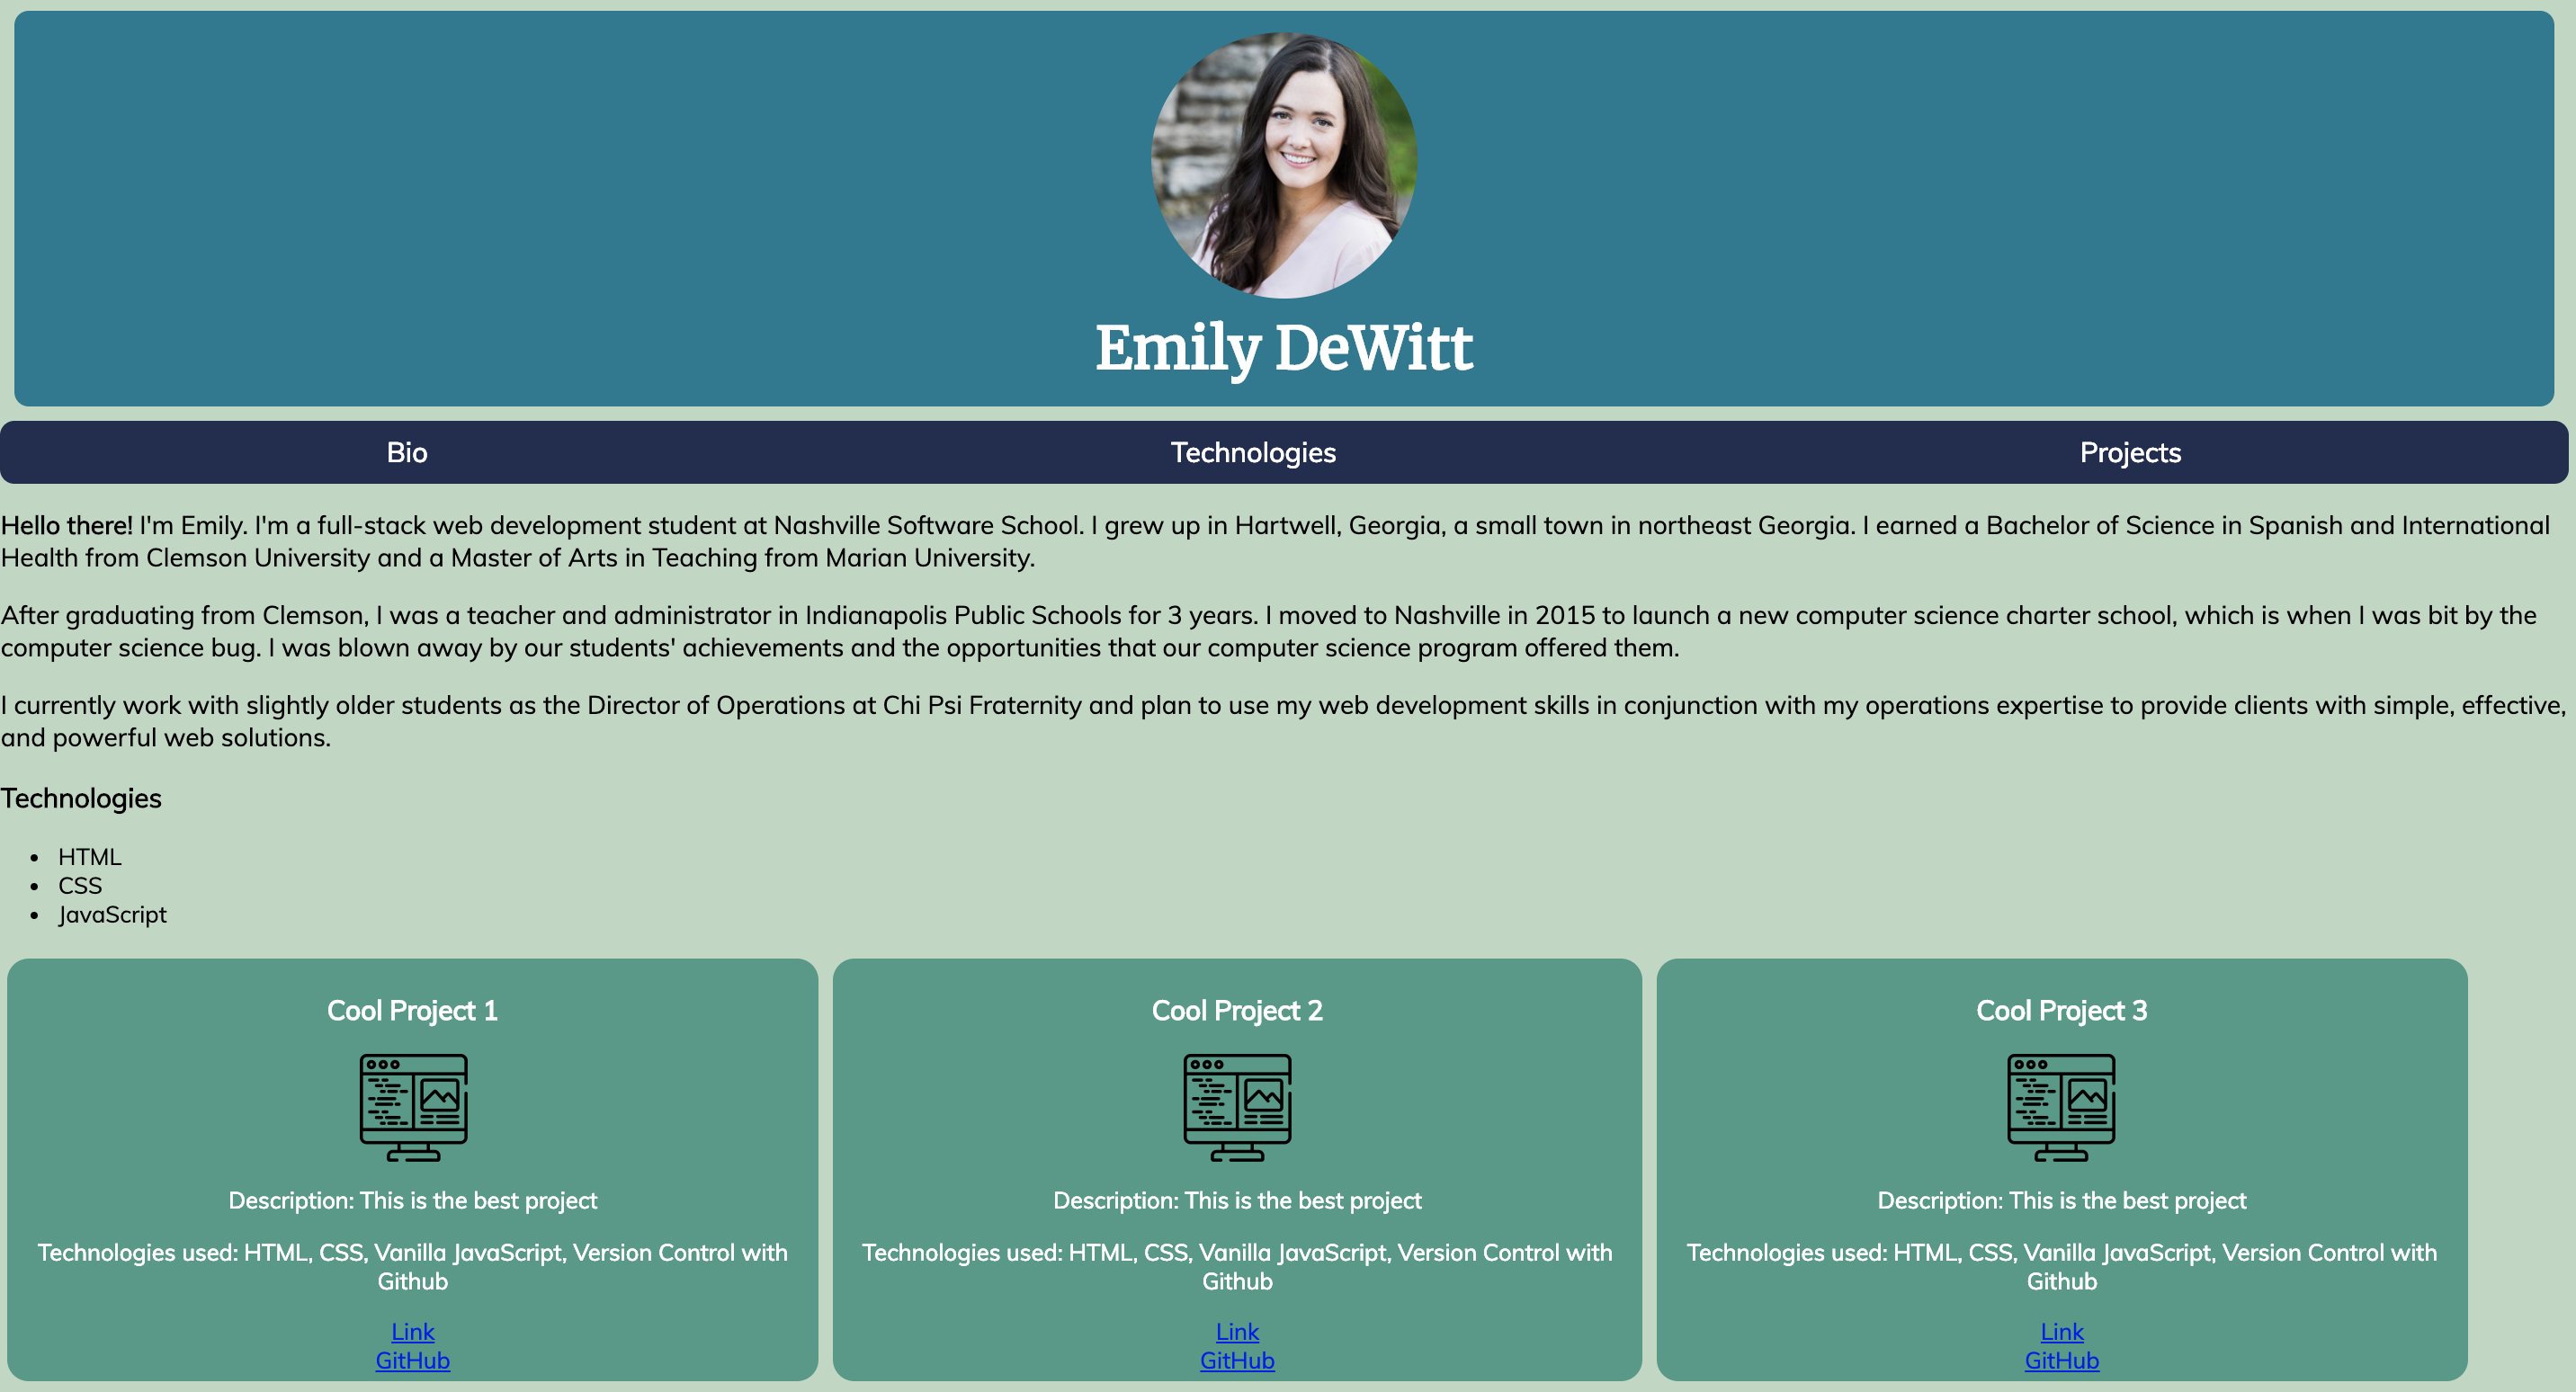 Emily DeWitt
Bio Technologies Projects
Hello there! I'm Emily. I'm a full-stack web development student at Nashville Software School. I grew up in Hartwell, Georgia, a small town in northeast Georgia. I earned a Bachelor of Science in Spanish and International
Health from Clemson University and a Master of Arts in Teaching from Marian University.
After graduating from Clemson, I was a teacher and administrator in Indianapolis Public Schools for 3 years. I moved to Nashville in 2015 to launch a new computer science charter school, which is when I was bit by the
computer science bug. I was blown away by our students' achievements and the opportunities that our computer science program offered them.
I currently work with slightly older students as the Director of Operations at Chi Psi Fraternity and plan to use my web development skills in conjunction with my operations expertise to provide clients with simple, effective,
and powerful web solutions.
Technologies
• HTML
• CSS
• JavaScript
Cool Project 1
Description: This is the best project
Technologies used: HTML, CSS, Vanilla JavaScript, Version Control with
Github
Link
GitHub
Cool Project 2
Description: This is the best project
Technologies used: HTML, CSS, Vanilla JavaScript, Version Control with
Github
Link
GitHub
Cool Project 3
Description: This is the best project
Technologies used: HTML, CSS, Vanilla JavaScript, Version Control with
Github
Link
GitHub